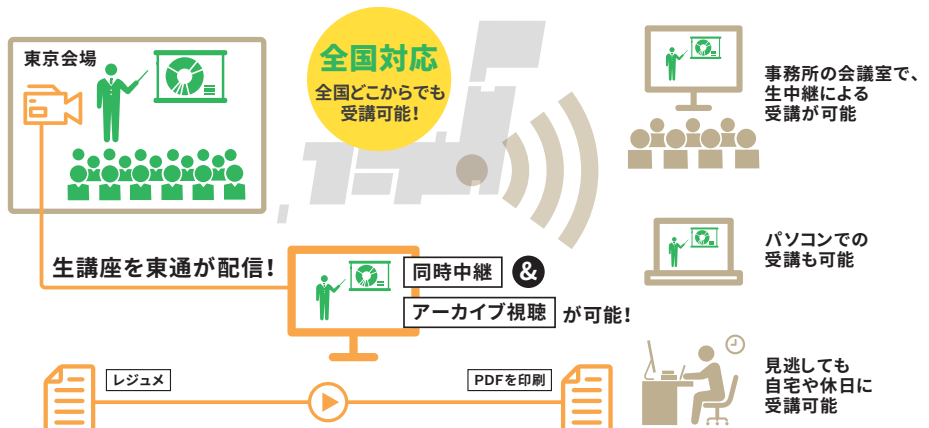 東京会場
全国対応
全国どこからでも
受講可能！
事務所の会議室で、
生中継による
受講が可能
生講座を東通が配信！
同時中継 &
アーカイブ視聴 が可能！
パソコンでの
受講も可能
レジュメ
PDFを印刷
見逃しても
自宅や休日に
受講可能